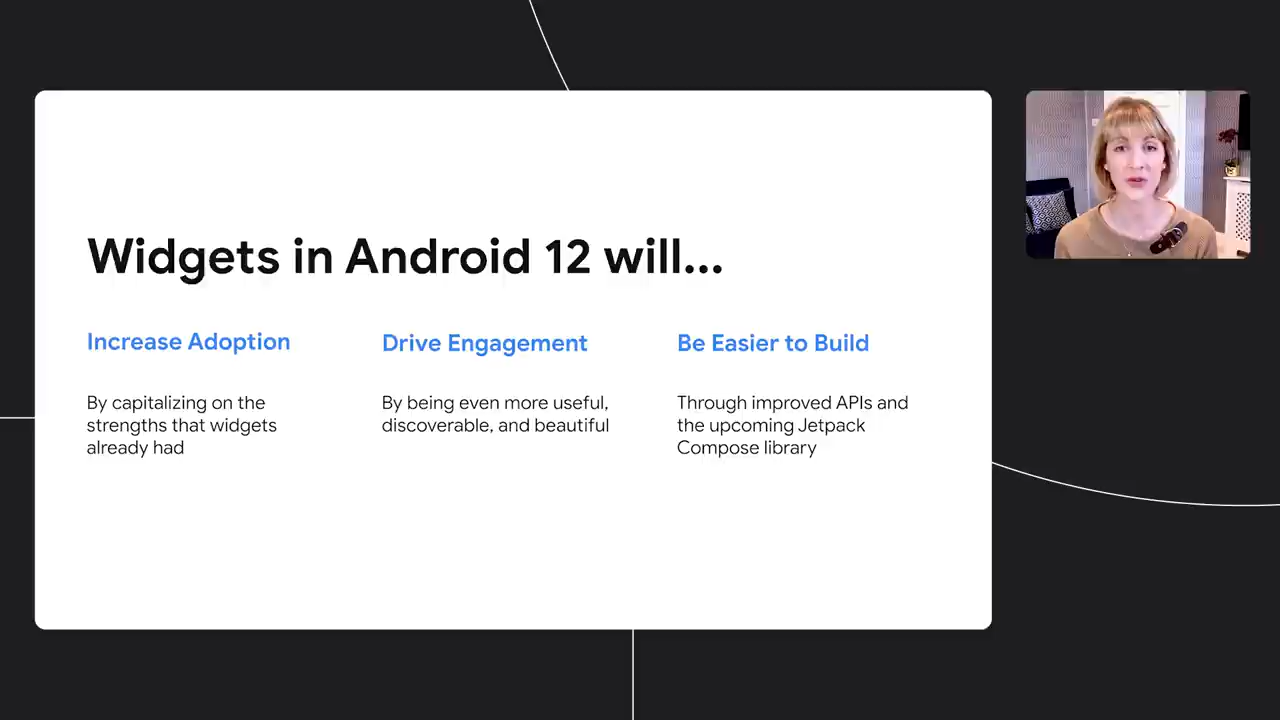 Widgets in Android 12 will...
Increase Adoption
By capitalizing on the
strengths that widgets
already had
Drive Engagement
By being even more useful,
discoverable, and beautiful
Be Easier to Build
Through improved APIs and
the upcoming Jetpack
Compose library